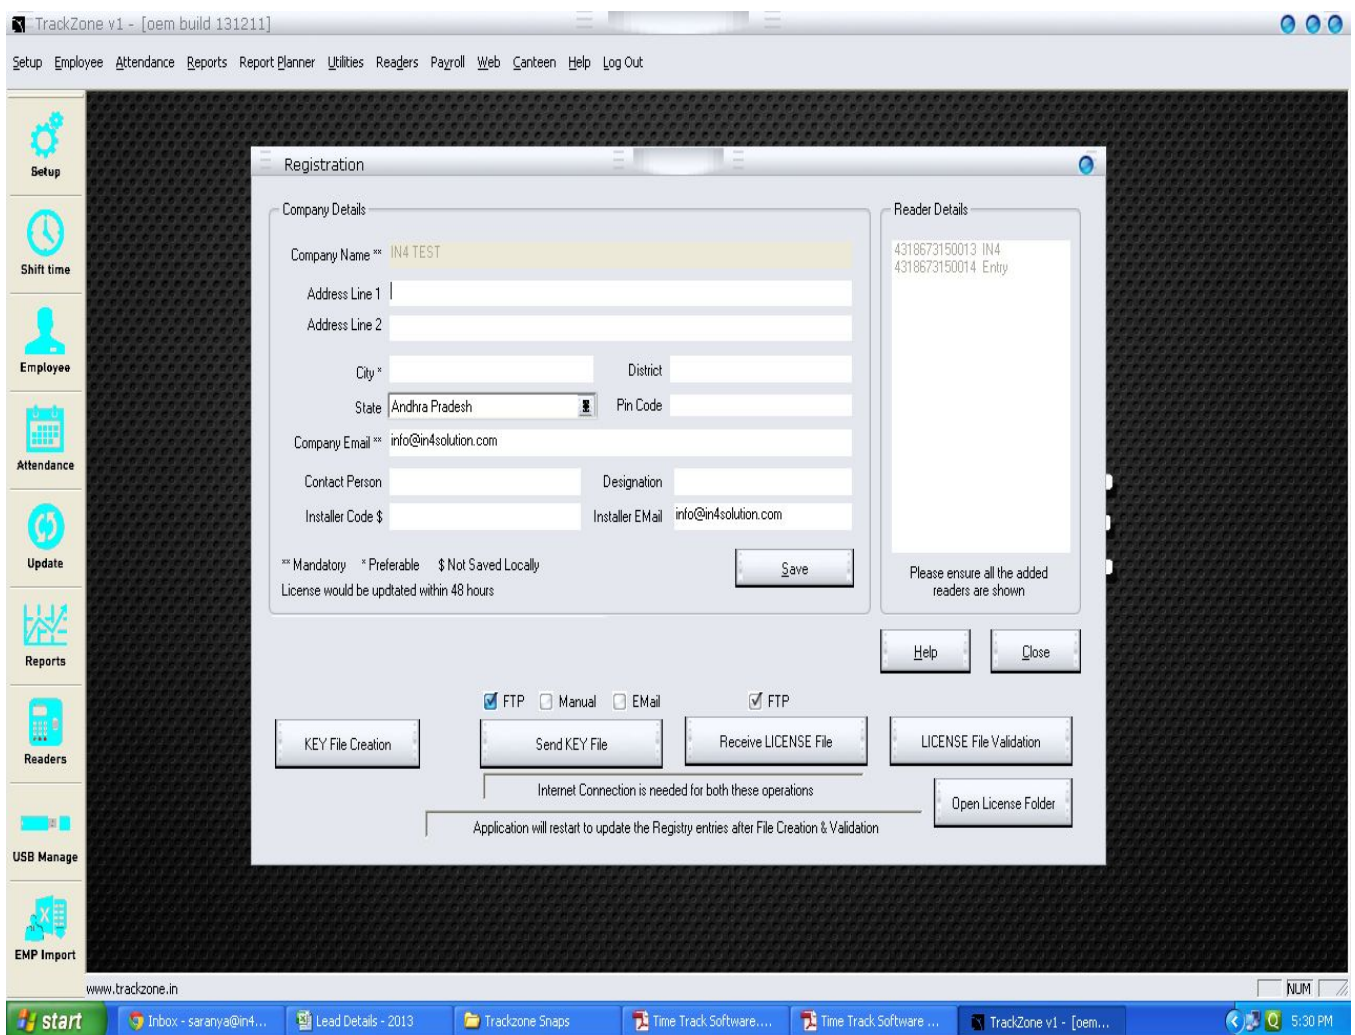 TrackZone v1 - [oem build 131211]
Setup Employee Attendance Reports Report Planner Utilities Readers Payroll Web Canteen Help Log Out
Setup
Shift time
Employee
Attendance
Update
Reports
Readers
USB Manage
EMP Import
Registration
Company Details
Company Name ** IN4 TEST
Address Line 1
Address Line 2
City * District
State Andhra Pradesh Pin Code
Company Email ** info@in4solution.com
Contact Person Designation
Installer Code $ Installer EMail info@in4solution.com
** Mandatory * Preferable $ Not Saved Locally
License would be updtated within 48 hours
Save
Reader Details
4318673150013 IN4
4318673150014 Entry
Please ensure all the added
readers are shown
Help Close
FTP Manual EMail FTP
KEY File Creation Send KEY File Receive LICENSE File LICENSE File Validation
Internet Connection is needed for both these operations
Open License Folder
Application will restart to update the Registry entries after File Creation & Validation
www.trackzone.in NUM
start Inbox - saranya@in4... Lead Details - 2013 Trackzone Snaps Time Track Software.... Time Track Software ... TrackZone v1 - [oem... 5:30 PM